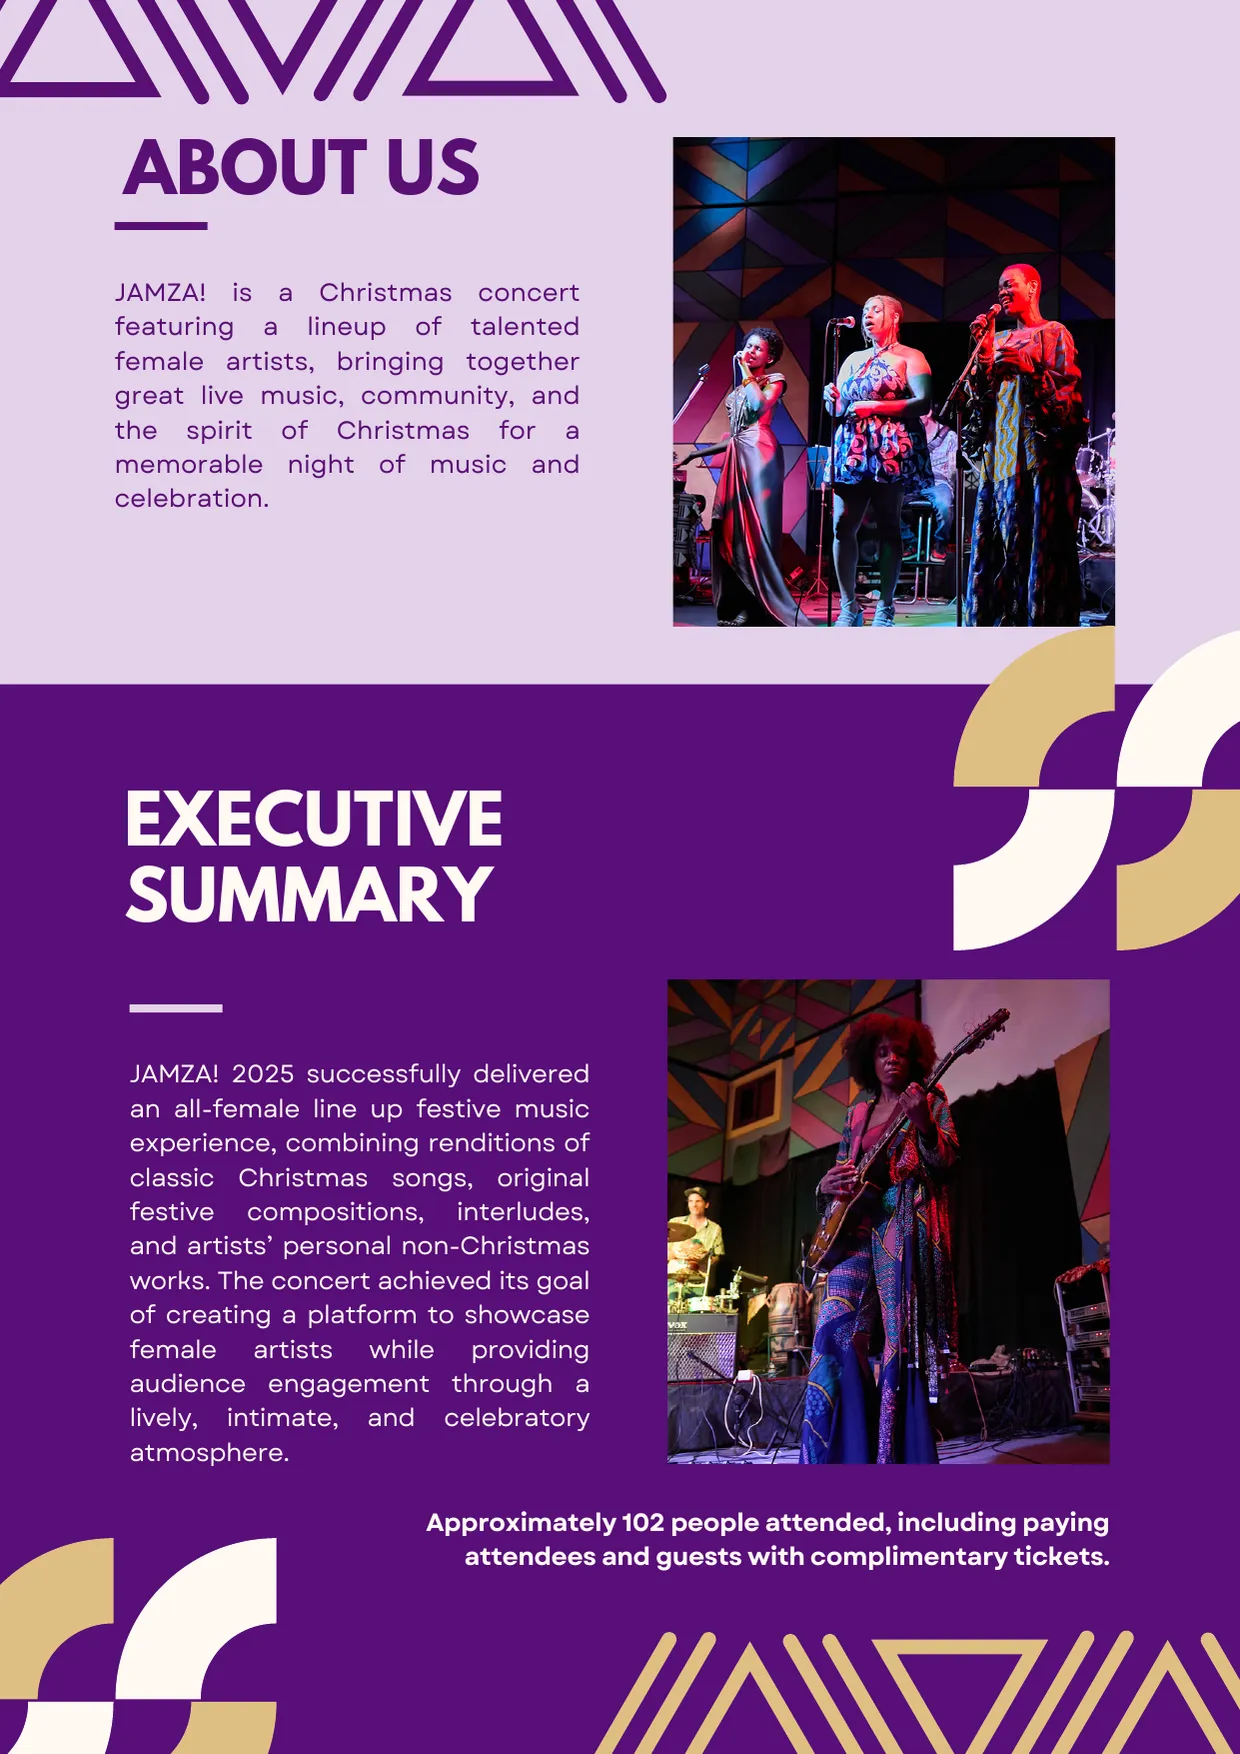 ABOUT US
JAMZA! is a Christmas concert
featuring a lineup of talented
female artists, bringing together
great live music, community, and
the spirit of Christmas for a
memorable night of music and
celebration.
EXECUTIVE
SUMMARY
JAMZA! 2025 successfully delivered
an all-female line up festive music
experience, combining renditions of
classic Christmas songs, original
festive compositions, interludes,
and artists’ personal non-Christmas
works. The concert achieved its goal
of creating a platform to showcase
female artists while providing
audience engagement through a
lively, intimate, and celebratory
atmosphere.
VOX
Approximately 102 people attended, including paying
attendees and guests with complimentary tickets.